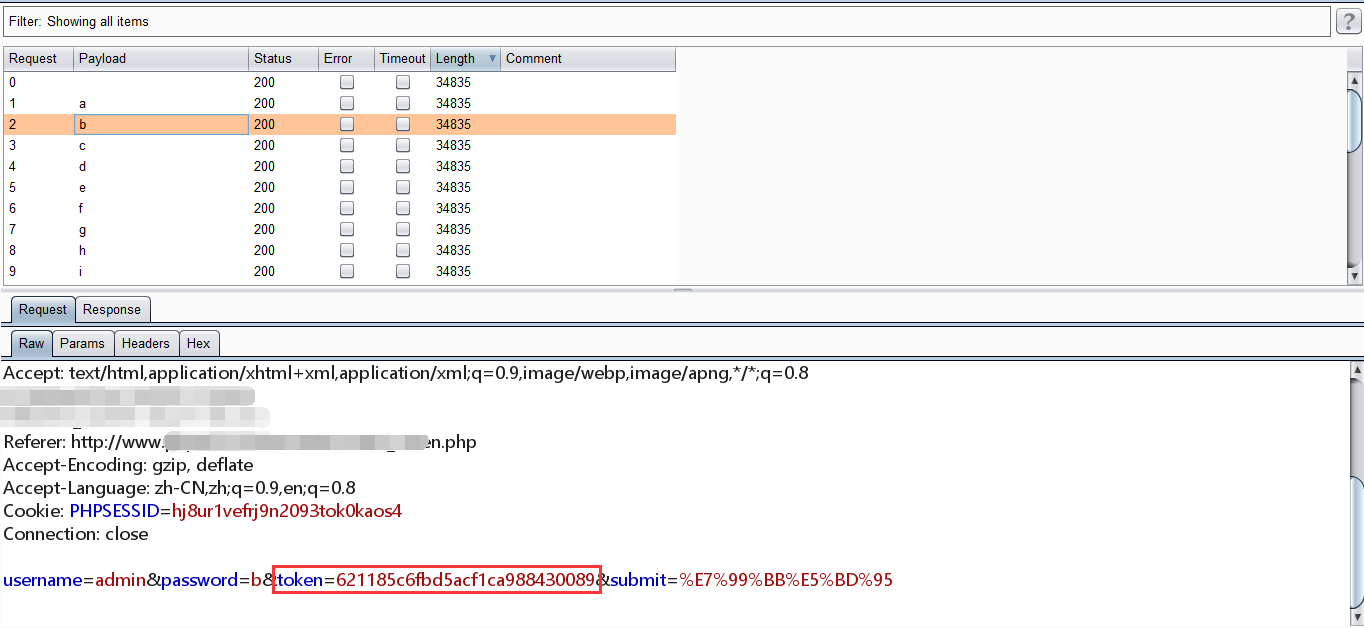 Filter: Showing all items
?
Request Payload Status Error Timeout Length Comment
0 200 34835
1 a 200 34835
2 b 200 34835
3 c 200 34835
4 d 200 34835
5 e 200 34835
6 f 200 34835
7 g 200 34835
8 h 200 34835
9 i 200 34835
Request Response
Raw Params Headers Hex
Accept: text/html,application/xhtml+xml,application/xml;q=0.9,image/webp,image/apng,*/*;q=0.8
Referer: http://www. en.php
Accept-Encoding: gzip, deflate
Accept-Language: zh-CN,zh;q=0.9,en;q=0.8
Cookie: PHPSESSID=hj8ur1vefrj9n2093tok0kaos4
Connection: close
username=admin&password=b&token=621185c6fbd5acf1ca988430089&submit=%E7%99%BB%E5%BD%95